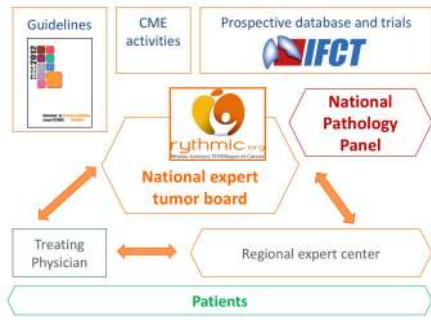 Guidelines
CME
activities
Prospective database and trials
IFCT
2012
rythmic.org
National expert
tumor board
National
Pathology
Panel
Treating
Physician
Regional expert center
Patients